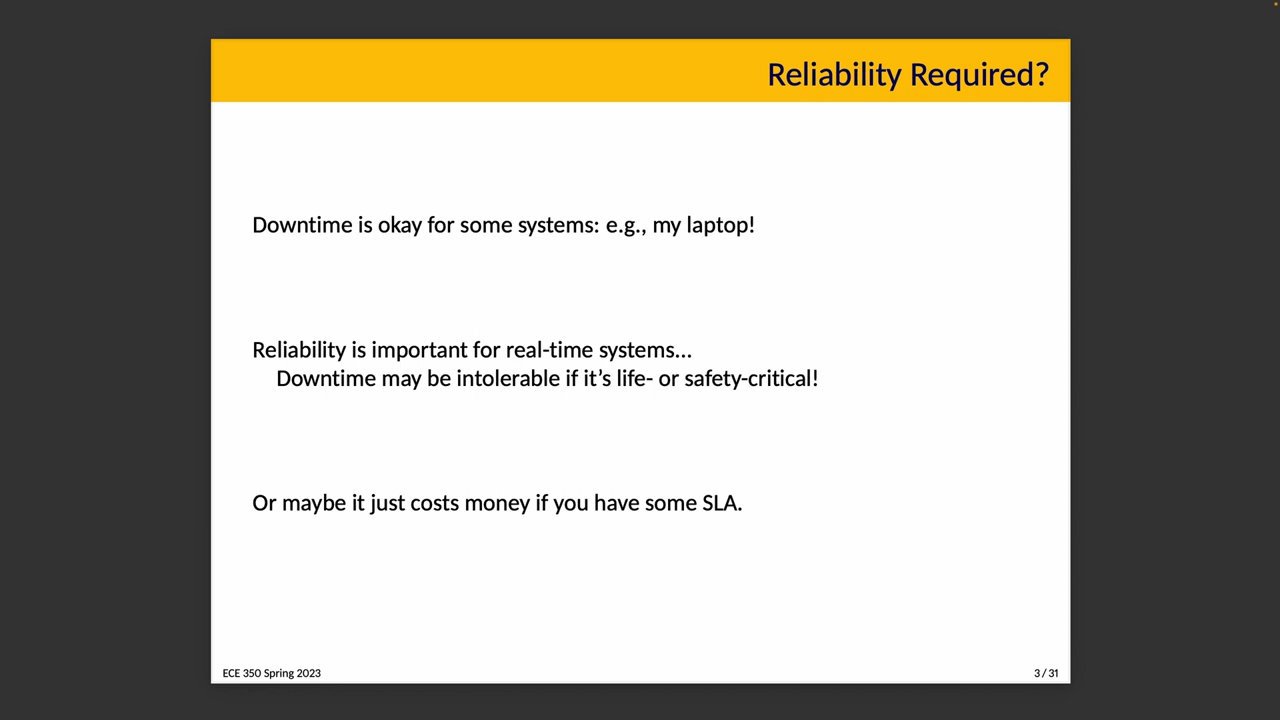 Reliability Required?
Downtime is okay for some systems: e.g., my laptop!
Reliability is important for real-time systems...
Downtime may be intolerable if it’s life- or safety-critical!
Or maybe it just costs money if you have some SLA.
ECE 350 Spring 2023
3 / 31